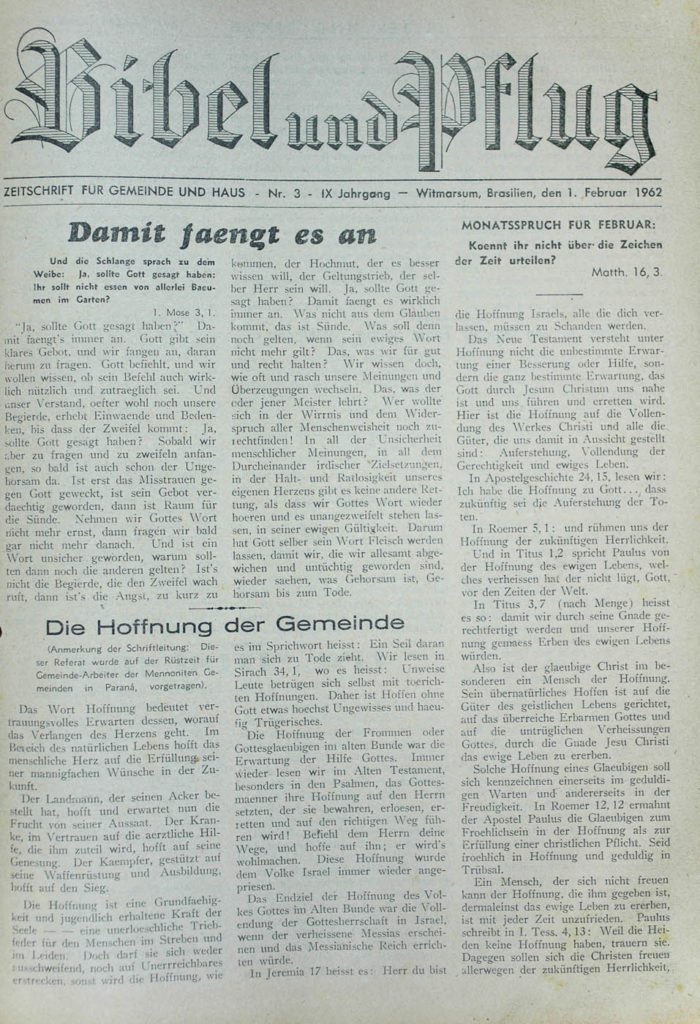 Bibel und Pflug
ZEITSCHRIFT FUR GEMEINDE UND HAUS - Nr. 3 - IX Jahrgang — Witmarsum, Brasilien, den 1. Februar 1962
Damit faengt es an
Und die Schlange sprach zu dem
Weibe: Ja, sollte Gott gesagt haben:
Ihr sollt nicht essen von allerlei Baeu-
men im Garten?
1. Mose 3, 1.
"Ja, sollte Gott gesagt haben?" Da-
mit faengt's immer an. Gott gibt sein
klares Gebot, und wir fangen an, daran
herum zu fragen. Gott befiehlt, und wir
wollen wissen, ob sein Befehl auch wirk-
lich nützlich und zutraeglich sei. Und
unser Verstand, oefter wohl noch unsere
Begierde, erhebt Einwaende und Beden-
ken, bis dass der Zweifel kommt: Ja,
sollte Gott gesagt haben? Sobald wir
aber zu fragen und zu zweifeln anfan-
gen, so bald ist auch schon der Unge-
horsam da. Ist erst das Misstrauen ge-
gen Gott geweckt, ist sein Gebot ver-
daechtig geworden, dann ist Raum für
die Sünde. Nehmen wir Gottes Wort
nicht mehr ernst, dann fragen wir bald
gar nicht mehr danach. Und ist ein
Wort unsicher geworden, warum soll-
ten dann noch die anderen gelten? Ist's
nicht die Begierde, die den Zweifel wach
ruft, dann ist's die Angst, zu kurz zu
kommen, der Hochmut, der es besser
wissen will, der Geltungstrieb, der sel-
ber Herr sein will. Ja, sollte Gott ge-
sagt haben? Damit faengt es wirklich
immer an. Was nicht aus dem Glauben
kommt, das ist Sünde. Was soll denn
noch gelten, wenn sein ewiges Wort
nicht mehr gilt? Das, was wir für gut
und recht halten? Wir wissen doch,
wie oft und rasch unsere Meinungen und
Überzeugungen wechseln. Das, was der
oder jener Meister lehrt? Wer wollte
sich in der Wirrnis und dem Wider-
spruch aller Menschenweisheit noch zu-
rechtfinden! In all der Unsicherheit
menschlicher Meinungen, in all dem
Durcheinander irdischer Zielsetzungen,
in der Halt- und Ratlosigkeit unseres
eigenen Herzens gibt es keine andere Ret-
tung, als dass wir Gottes Wort wieder
hoeren und es unangezweifelt stehen las-
sen, in seiner ewigen Gültigkeit. Darum
hat Gott selber sein Wort Fleisch werden
lassen, damit wir, die wir allesamt abge-
wichen und untüchtig geworden sind,
wieder saehen, was Gehorsam ist, Ge-
horsam bis zum Tode.
MONATSSPRUCH FUR FEBRUAR:
Koennt ihr nicht über die Zeichen
der Zeit urteilen?
Matth. 16, 3.
Die Hoffnung der Gemeinde
(Anmerkung der Schriftleitung: Die-
ser Referat wurde auf der Rüstzeit für
Gemeinde-Arbeiter der Mennoniten Ge-
meinden in Paraná, vorgetragen).
Das Wort Hoffnung bedeutet ver-
trauungsvolles Erwarten dessen, worauf
das Verlangen des Herzens geht. Im
Bereich des natürlichen Lebens hofft das
menschliche Herz auf die Erfüllung sei-
ner mannigfachen Wünsche in der Zu-
kunft.
Der Landmann, der seinen Acker be-
stellt hat, hofft und erwartet nun die
Frucht von seiner Aussaat. Der Kran-
ke, im Vertrauen auf die aerztliche Hil-
fe, die ihm zuteil wird, hofft auf seine
Genesung. Der Kaempfer, gestützt auf
seine Waffenrüstung und Ausbildung,
hofft auf den Sieg.
Die Hoffnung ist eine Grundfaehig-
keit und jugendlich erhaltene Kraft der
Seele — — eine unerloeschliche Trieb-
feder für den Menschen im Streben und
im Leiden. Doch darf sie sich weder
ausschweifend, noch auf Unerrreichbares
erstrecken, sonst wird die Hoffnung, wie
es im Sprichwort heisst: Ein Seil daran
man sich zu Tode zieht. Wir lesen in
Sirach 34, 1, wo es heisst: Unweise
Leute betrügen sich selbst mit toerich-
ten Hoffnungen. Daher ist Hoffen ohne
Gott etwas hoechst Ungewisses und haeu-
fig Trügerisches.
Die Hoffnung der Frommen oder
Gottesglaeubigen im alten Bunde war die
Erwartung der Hilfe Gottes. Immer
wieder lesen wir im Alten Testament,
besonders in den Psalmen, das Gottes-
maenner ihre Hoffnung auf den Herrn
setzten, der sie bewahren, erloesen, er-
retten und auf den richtigen Weg füh-
ren wird! Befiehl dem Herrn deine
Wege, und hoffe auf ihn; er wird's
wohlmachen. Diese Hoffnung wurde
dem Volke Israel immer wieder ange-
priesen.
Das Endziel der Hoffnung des Vol-
kes Gottes im Alten Bunde war die Vol-
lendung der Gottesherrschaft in Israel,
wenn der verheissene Messias erschei-
nen und das Messianische Reich errich-
ten würde.
In Jeremia 17 heisst es: Herr du bist
die Hoffnung Israels, alle die dich ver-
lassen, müssen zu Schanden werden.
Das Neue Testament versteht unter
Hoffnung nicht die unbestimmte Erwar-
tung einer Besserung oder Hilfe, son-
dern die ganz bestimmte Erwartung, das
Gott durch Jesum Christum uns nahe
ist und uns führen und erretten wird.
Hier ist die Hoffnung auf die Vollen-
dung des Werkes Christi und alle die
Güter, die uns damit in Aussicht gestellt
sind: Auferstehung, Vollendung der
Gerechtigkeit und ewiges Leben.
In Apostelgeschichte 24, 15, lesen wir:
Ich habe die Hoffnung zu Gott..., dass
zukünftig sei die Auferstehung der To-
ten.
In Roemer 5, 1: und rühmen uns der
Hoffnung der zukünftigen Herrlichkeit.
Und in Titus 1,2 spricht Paulus von
der Hoffnung des ewigen Lebens, wel-
ches verheissen hat der nicht lügt, Gott,
vor den Zeiten der Welt.
In Titus 3, 7 (nach Menge) heisst
es so: damit wir durch seine Gnade ge-
rechtfertigt werden und unserer Hoff-
nung gemaess Erben des ewigen Lebens
würden.
Also ist der glaeubige Christ im be-
sonderen ein Mensch der Hoffnung.
Sein übernatürliches Hoffen ist auf die
Güter des geistlichen Lebens gerichtet,
auf das überreiche Erbarmen Gottes und
auf die untrüglichen Verheissungen
Gottes, durch die Gnade Jesu Christi
das ewige Leben zu ererben.
Solche Hoffnung eines Glaeubigen soll
sich kennzeichnen einerseits im geduldi-
gen Warten und andererseits in der
Freudigkeit. In Roemer 12, 12 ermahnt
der Apostel Paulus die Glaeubigen zum
Froehlichsein in der Hoffnung als zur
Erfüllung einer christlichen Pflicht. Seid
froehlich in Hoffnung und geduldig in
Trübsal.
Ein Mensch, der sich nicht freuen
kann der Hoffnung, die ihm gegeben ist,
dermaleinst das ewige Leben zu ererben,
ist mit jeder Zeit unzufrieden. Paulus
schreibt in I. Tess. 4, 13: Weil die Hei-
den keine Hoffnung haben, trauern sie.
Dagegen sollen sich die Christen freuen
allerwegen der zukünftigen Herrlichkeit,